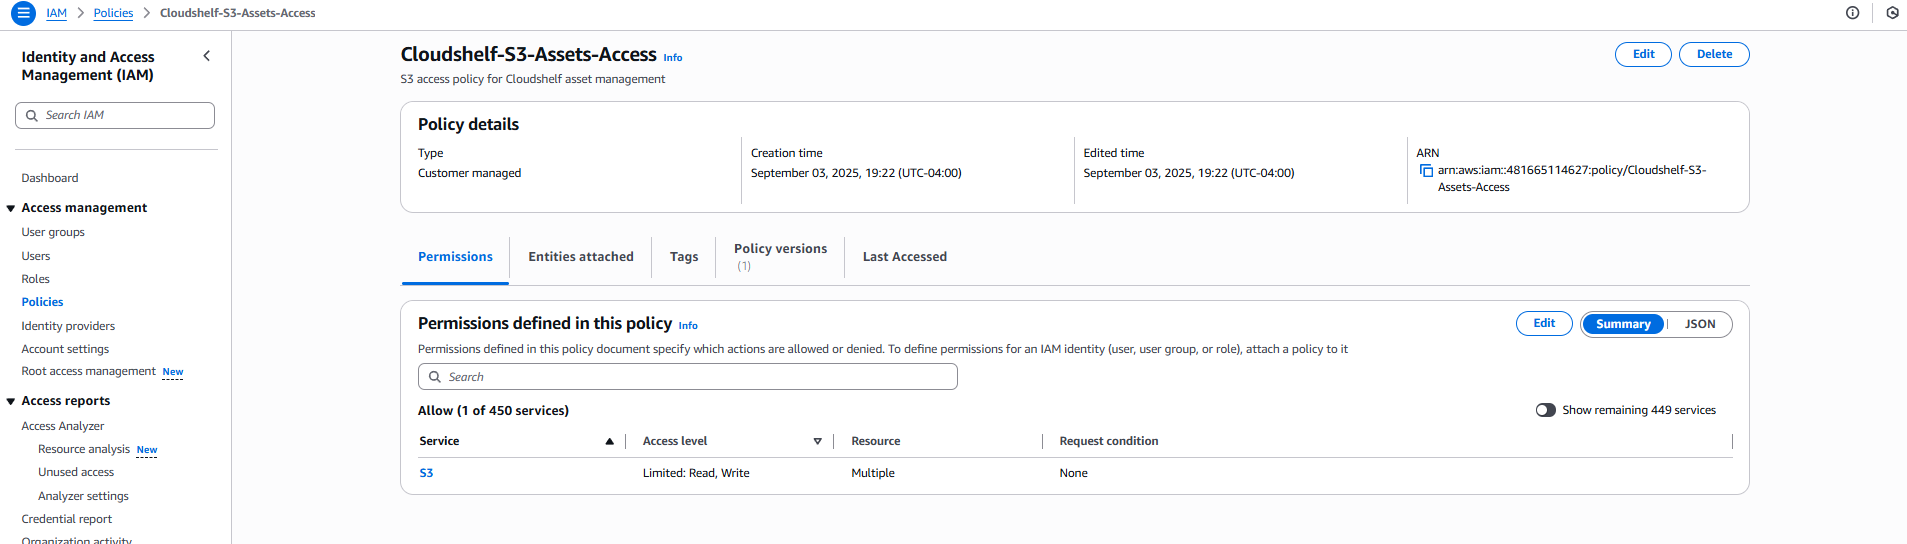 IAM > Policies > Cloudshelf-S3-Assets-Access
Identity and Access
Management (IAM)
Search IAM
Dashboard
Access management
User groups
Users
Roles
Policies
Identity providers
Account settings
Root access management New
Access reports
Access Analyzer
Resource analysis New
Unused access
Analyzer settings
Credential report
Organization activity
Cloudshelf-S3-Assets-Access Info
Edit
Delete
S3 access policy for Cloudshelf asset management
Policy details
Type
Customer managed
Creation time
September 03, 2025, 19:22 (UTC-04:00)
Edited time
September 03, 2025, 19:22 (UTC-04:00)
ARN
arn:aws:iam::481665114627:policy/Cloudshelf-S3-
Assets-Access
Permissions
Entities attached
Tags
Policy versions
(1)
Last Accessed
Permissions defined in this policy Info
Edit
Summary
JSON
Permissions defined in this policy document specify which actions are allowed or denied. To define permissions for an IAM identity (user, user group, or role), attach a policy to it
Search
Allow (1 of 450 services)
Show remaining 449 services
Service Access level Resource Request condition
S3 Limited: Read, Write Multiple None